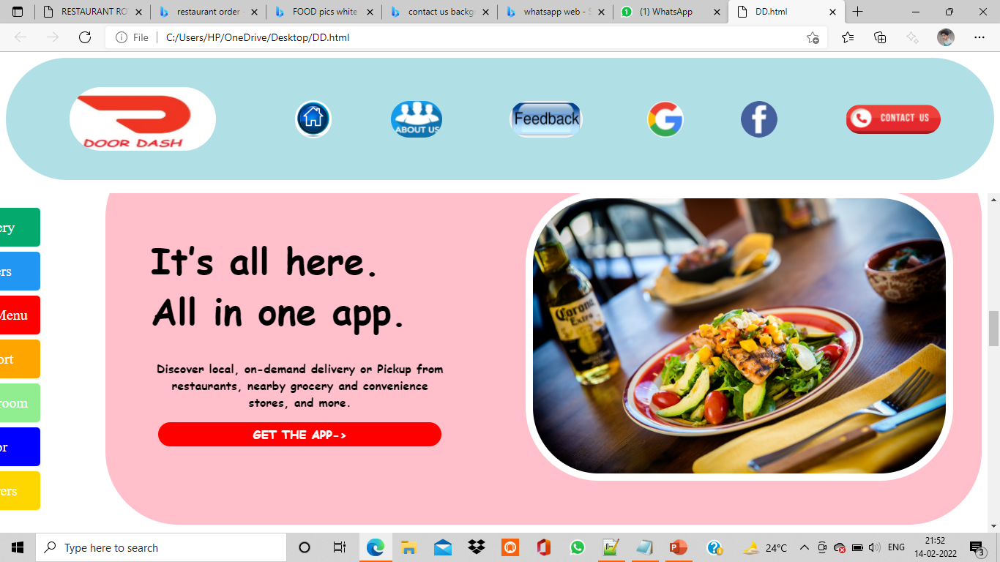 RESTAURANT RO
restaurant order
FOOD pics white
contact us backg
whatsapp web - S
(1) WhatsApp
DD.html
File
C:/Users/HP/OneDrive/Desktop/DD.html
DOOR DASH
ABOUT US
Feedback
CONTACT US
ery
ers
Menu
ort
room
or
ers
It's all here.
All in one app.
Discover local, on-demand delivery or Pickup from
restaurants, nearby grocery and convenience
stores, and more.
GET THE APP->
Corona
Extra
Type here to search
24°C
ENG
21:52
14-02-2022
3